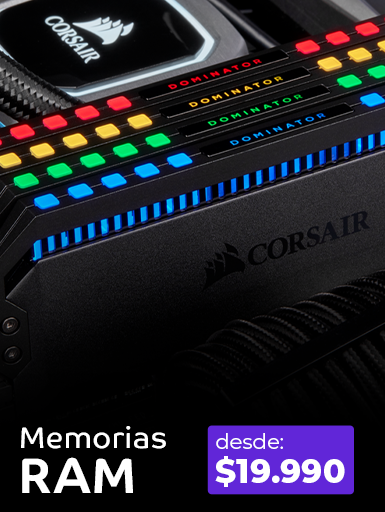 CORSAIR
DOMINATOR
DOMINATOR
DOMINATOR
DOMINATOR
CORSAIR
Memorias
RAM
desde:
$19.990